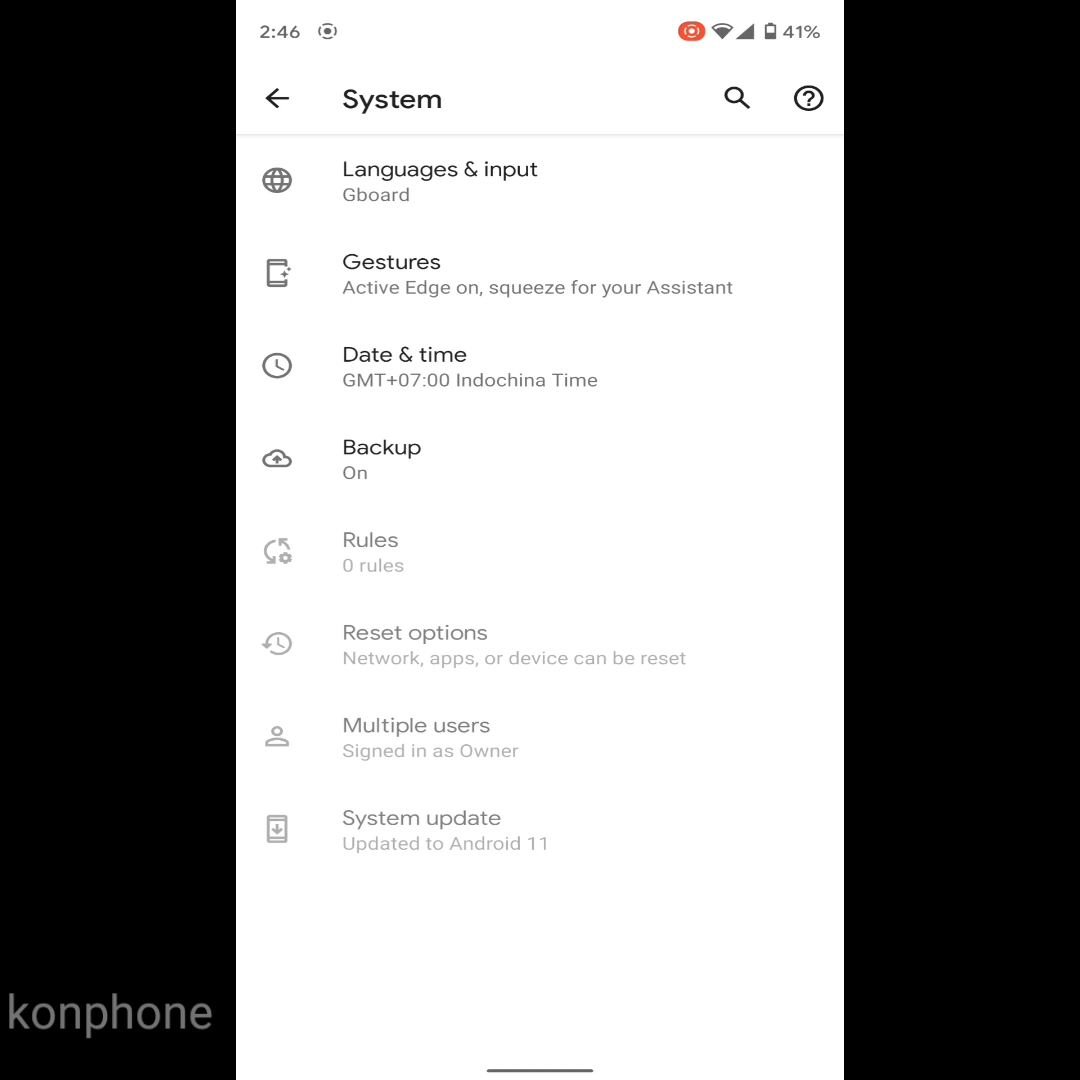 2:46
41%
System
Languages & input
Gboard
Gestures
Active Edge on, squeeze for your Assistant
Date & time
GMT+07:00 Indochina Time
Backup
On
Rules
0 rules
Reset options
Network, apps, or device can be reset
Multiple users
Signed in as Owner
System update
Updated to Android 11
konphone